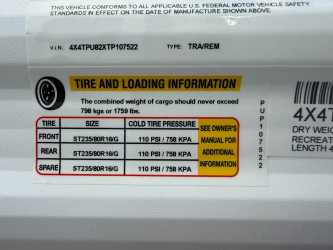 THIS VEHICLE CONFORMS TO ALL APPLICABLE U.S. FEDERAL MOTOR VEHICLE SAFETY
STANDARDS IN EFFECT ON THE DATE OF MANUFACTURE SHOWN ABOVE.
V.I.N.: 4X4TPU82XTP107522 TYPE: TRA/REM
TIRE AND LOADING INFORMATION
The combined weight of cargo should never exceed
798 kgs or 1759 lbs.
TIRE SIZE COLD TIRE PRESSURE SEE OWNER'S
MANUAL FOR
ADDITIONAL
INFORMATION
FRONT ST235/80R16/G 110 PSI / 758 KPA
REAR ST235/80R16/G 110 PSI / 758 KPA
SPARE ST235/80R16/G 110 PSI / 758 KPA
PUP107522
4X4T
DRY WEIG
RECREAT
LENGTH 4